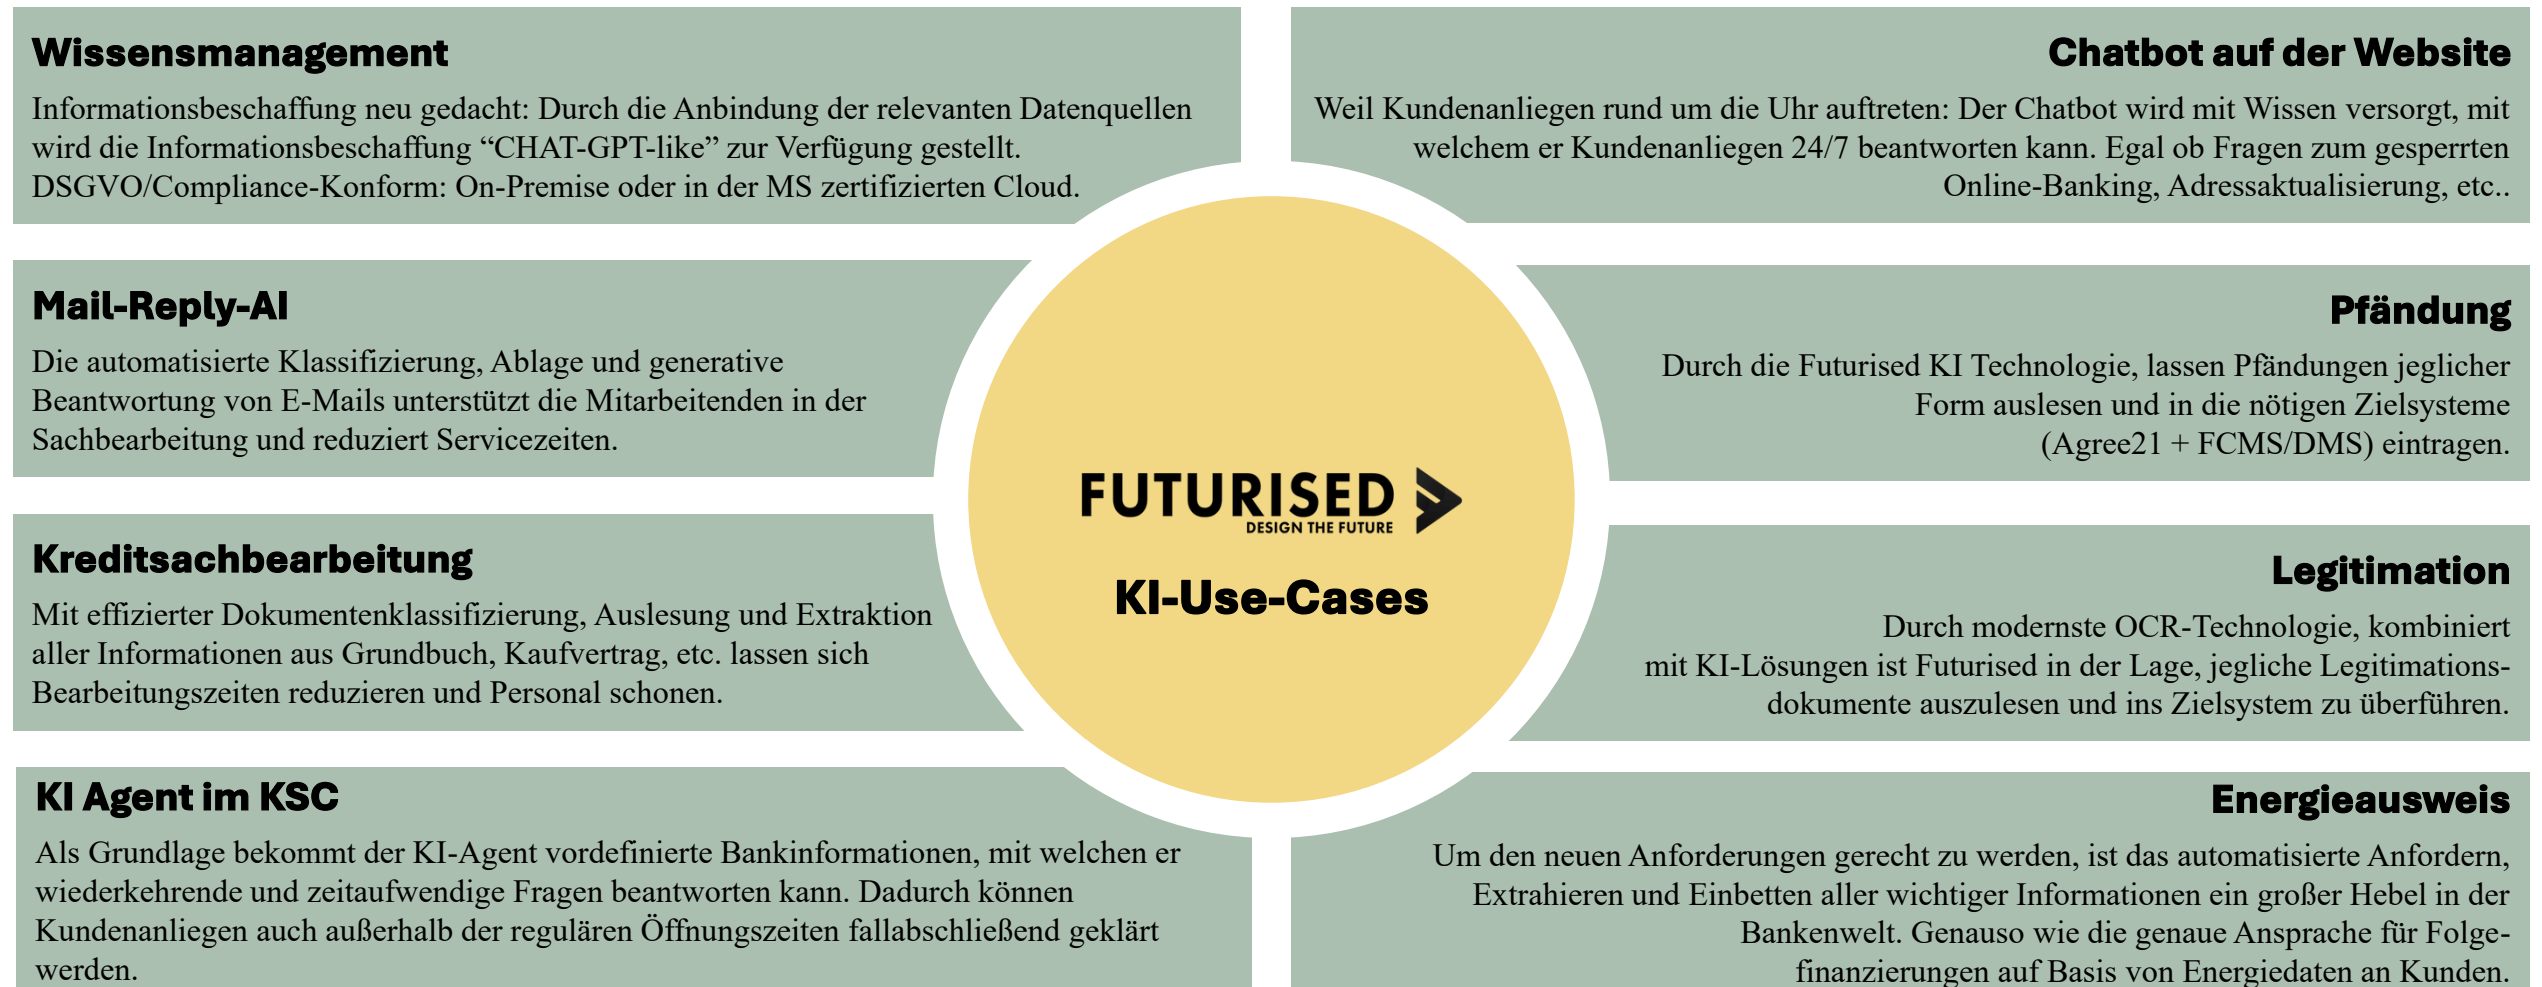 Wissensmanagement
Informationsbeschaffung neu gedacht: Durch die Anbindung der relevanten Datenquellen
wird die Informationsbeschaffung “CHAT-GPT-like” zur Verfügung gestellt.
DSGVO/Compliance-Konform: On-Premise oder in der MS zertifizierten Cloud.
Mail-Reply-AI
Die automatisierte Klassifizierung, Ablage und generative
Beantwortung von E-Mails unterstützt die Mitarbeitenden in der
Sachbearbeitung und reduziert Servicezeiten.
Kreditsachbearbeitung
Mit effizierter Dokumentenklassifizierung, Auslesung und Extraktion
aller Informationen aus Grundbuch, Kaufvertrag, etc. lassen sich
Bearbeitungszeiten reduzieren und Personal schonen.
KI Agent im KSC
Als Grundlage bekommt der KI-Agent vordefinierte Bankinformationen, mit welchen er
wiederkehrende und zeitaufwendige Fragen beantworten kann. Dadurch können
Kundenanliegen auch außerhalb der regulären Öffnungszeiten fallabschließend geklärt
werden.
FUTURISED
DESIGN THE FUTURE
KI-Use-Cases
Chatbot auf der Website
Weil Kundenanliegen rund um die Uhr auftreten: Der Chatbot wird mit Wissen versorgt, mit
welchem er Kundenanliegen 24/7 beantworten kann. Egal ob Fragen zum gesperrten
Online-Banking, Adressaktualisierung, etc..
Pfändung
Durch die Futurised KI Technologie, lassen Pfändungen jeglicher
Form auslesen und in die nötigen Zielsysteme
(Agree21 + FCMS/DMS) eintragen.
Legitimation
Durch modernste OCR-Technologie, kombiniert
mit KI-Lösungen ist Futurised in der Lage, jegliche Legitimations-
dokumente auszulesen und ins Zielsystem zu überführen.
Energieausweis
Um den neuen Anforderungen gerecht zu werden, ist das automatisierte Anfordern,
Extrahieren und Einbetten aller wichtiger Informationen ein großer Hebel in der
Bankenwelt. Genauso wie die genaue Ansprache für Folge-
finanzierungen auf Basis von Energiedaten an Kunden.